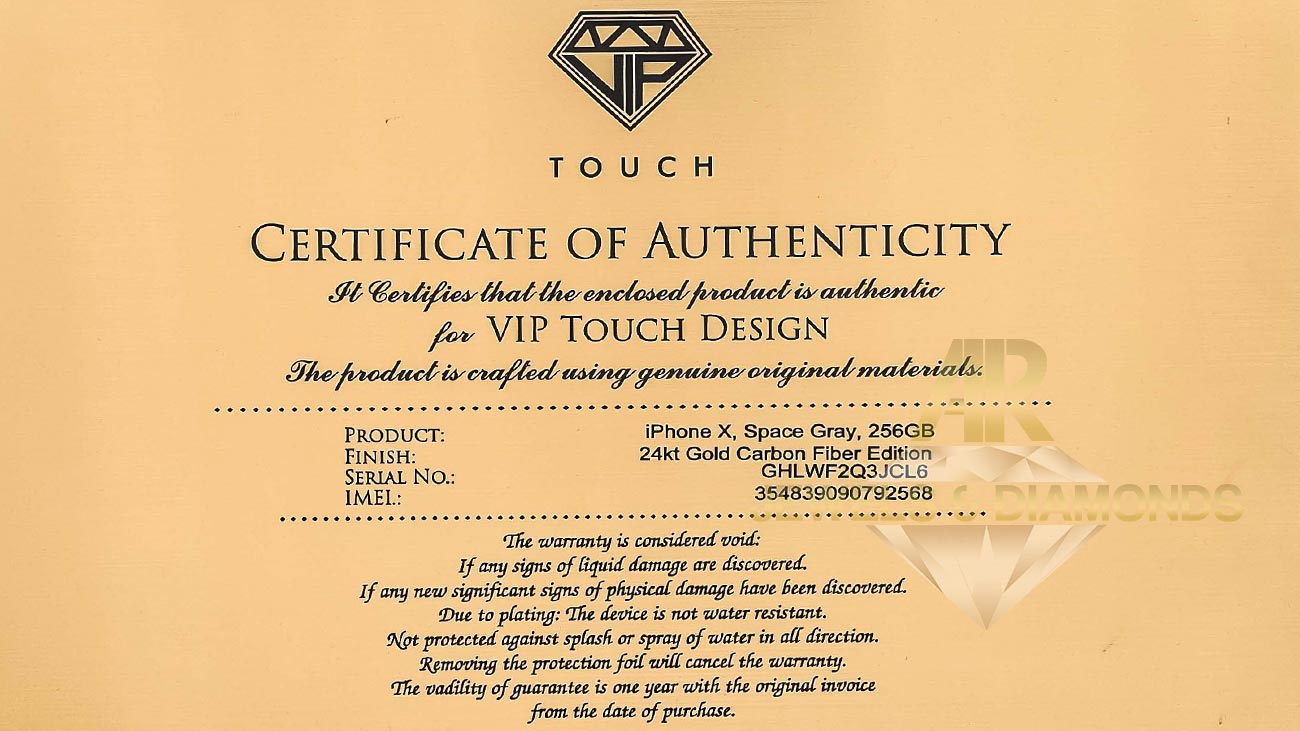 VIP
TOUCH
CERTIFICATE OF AUTHENTICITY
It Certifies that the enclosed product is authentic
for VIP TOUCH DESIGN
The product is crafted using genuine original materials.
PRODUCT: iPhone X, Space Gray, 256GB
FINISH: 24kt Gold Carbon Fiber Edition
SERIAL NO.: GHLWF2Q3JCL6
IMEI.: 354839090792568
AR
JEWELS & DIAMONDS
The warranty is considered void:
If any signs of liquid damage are discovered.
If any new significant signs of physical damage have been discovered.
Due to plating: The device is not water resistant.
Not protected against splash or spray of water in all direction.
Removing the protection foil will cancel the warranty.
The vadility of guarantee is one year with the original invoice
from the date of purchase.